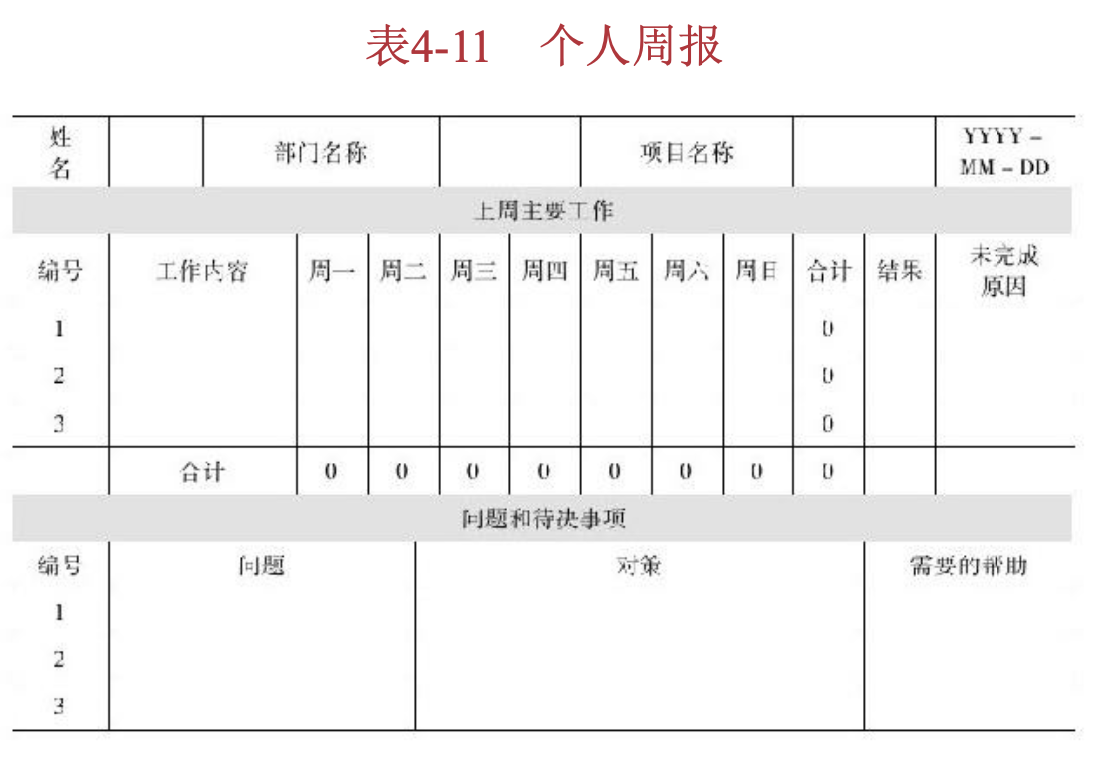 表4-11 个人周报
姓名 部门名称 项目名称 YYYY-MM-DD
上周主要工作
编号 工作内容 周一 周二 周三 周四 周五 周六 周日 合计 结果 未完成原因
1 0
2 0
3 0
合计 0 0 0 0 0 0 0 0
问题和待决事项
编号 问题 对策 需要的帮助
1
2
3